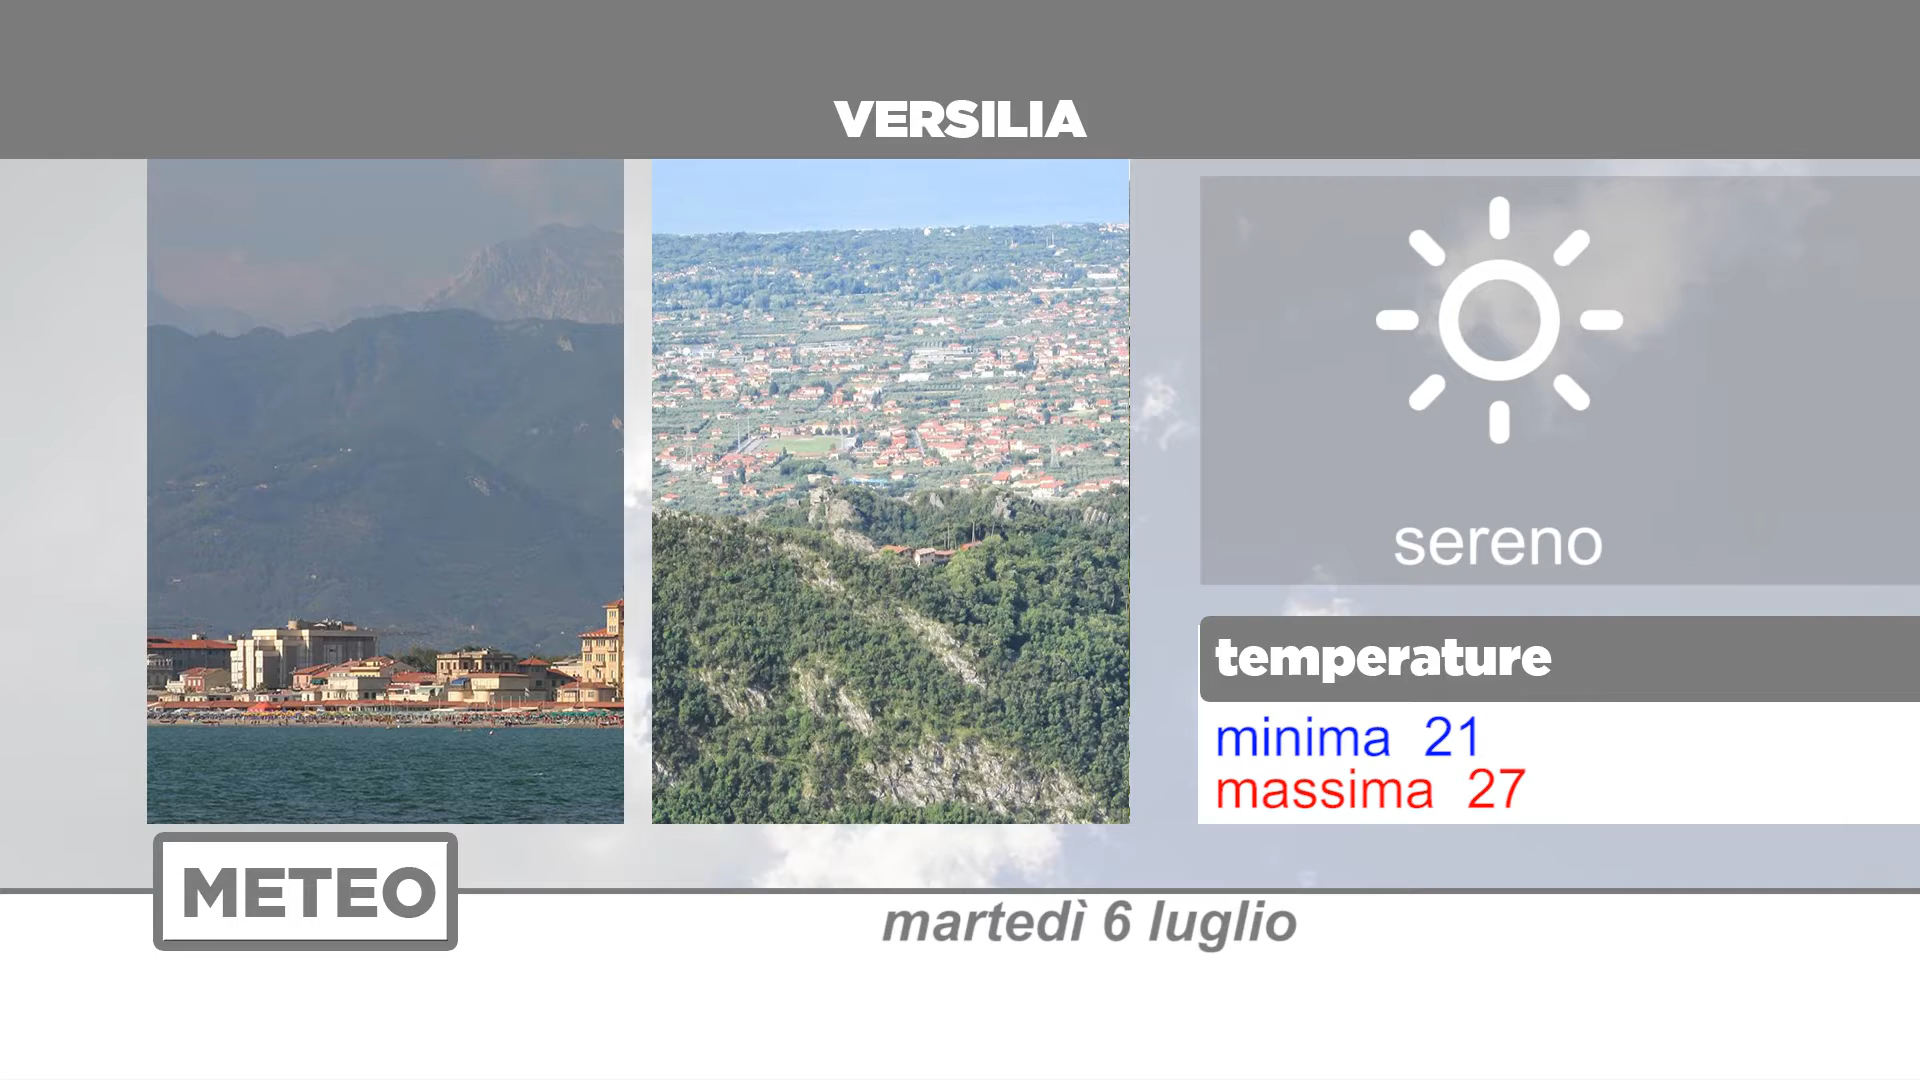 VERSILIA
sereno
temperature
minima 21
massima 27
METEO
martedì 6 luglio